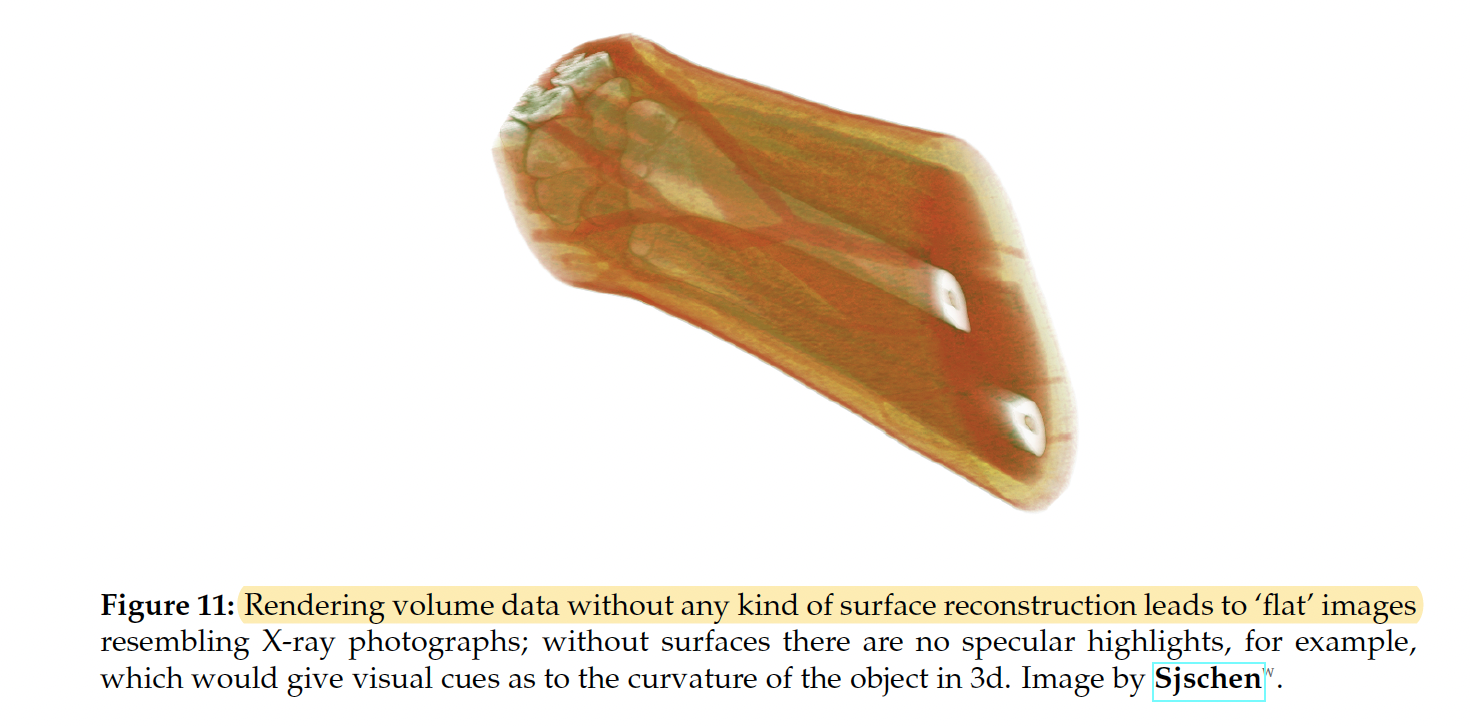 Figure 11: Rendering volume data without any kind of surface reconstruction leads to ‘flat’ images
resembling X-ray photographs; without surfaces there are no specular highlights, for example,
which would give visual cues as to the curvature of the object in 3d. Image by Sjschenᵂ.